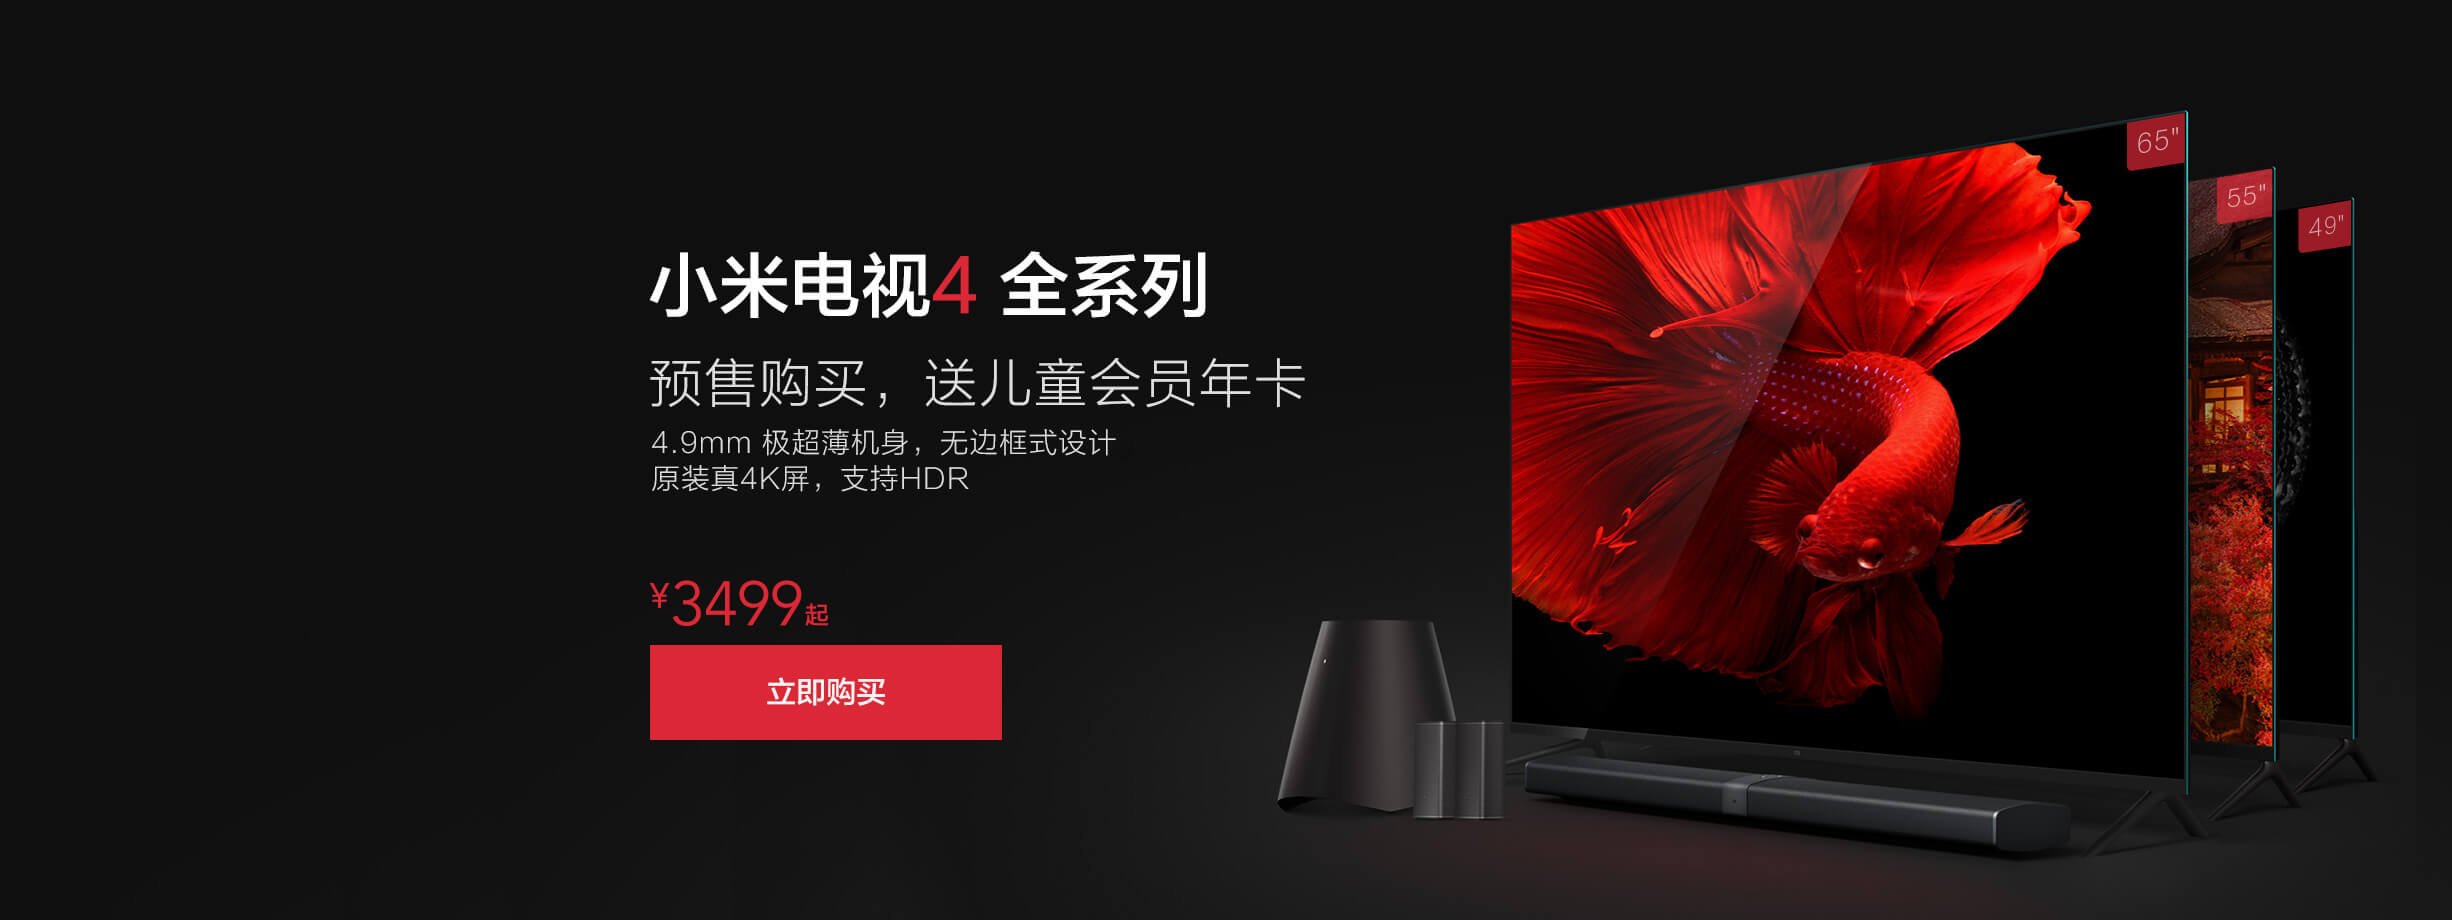 小米电视4 全系列
预售购买，送儿童会员年卡
4.9mm 极超薄机身，无边框式设计
原装真4K屏，支持HDR
¥3499起
立即购买
65"
55"
49"